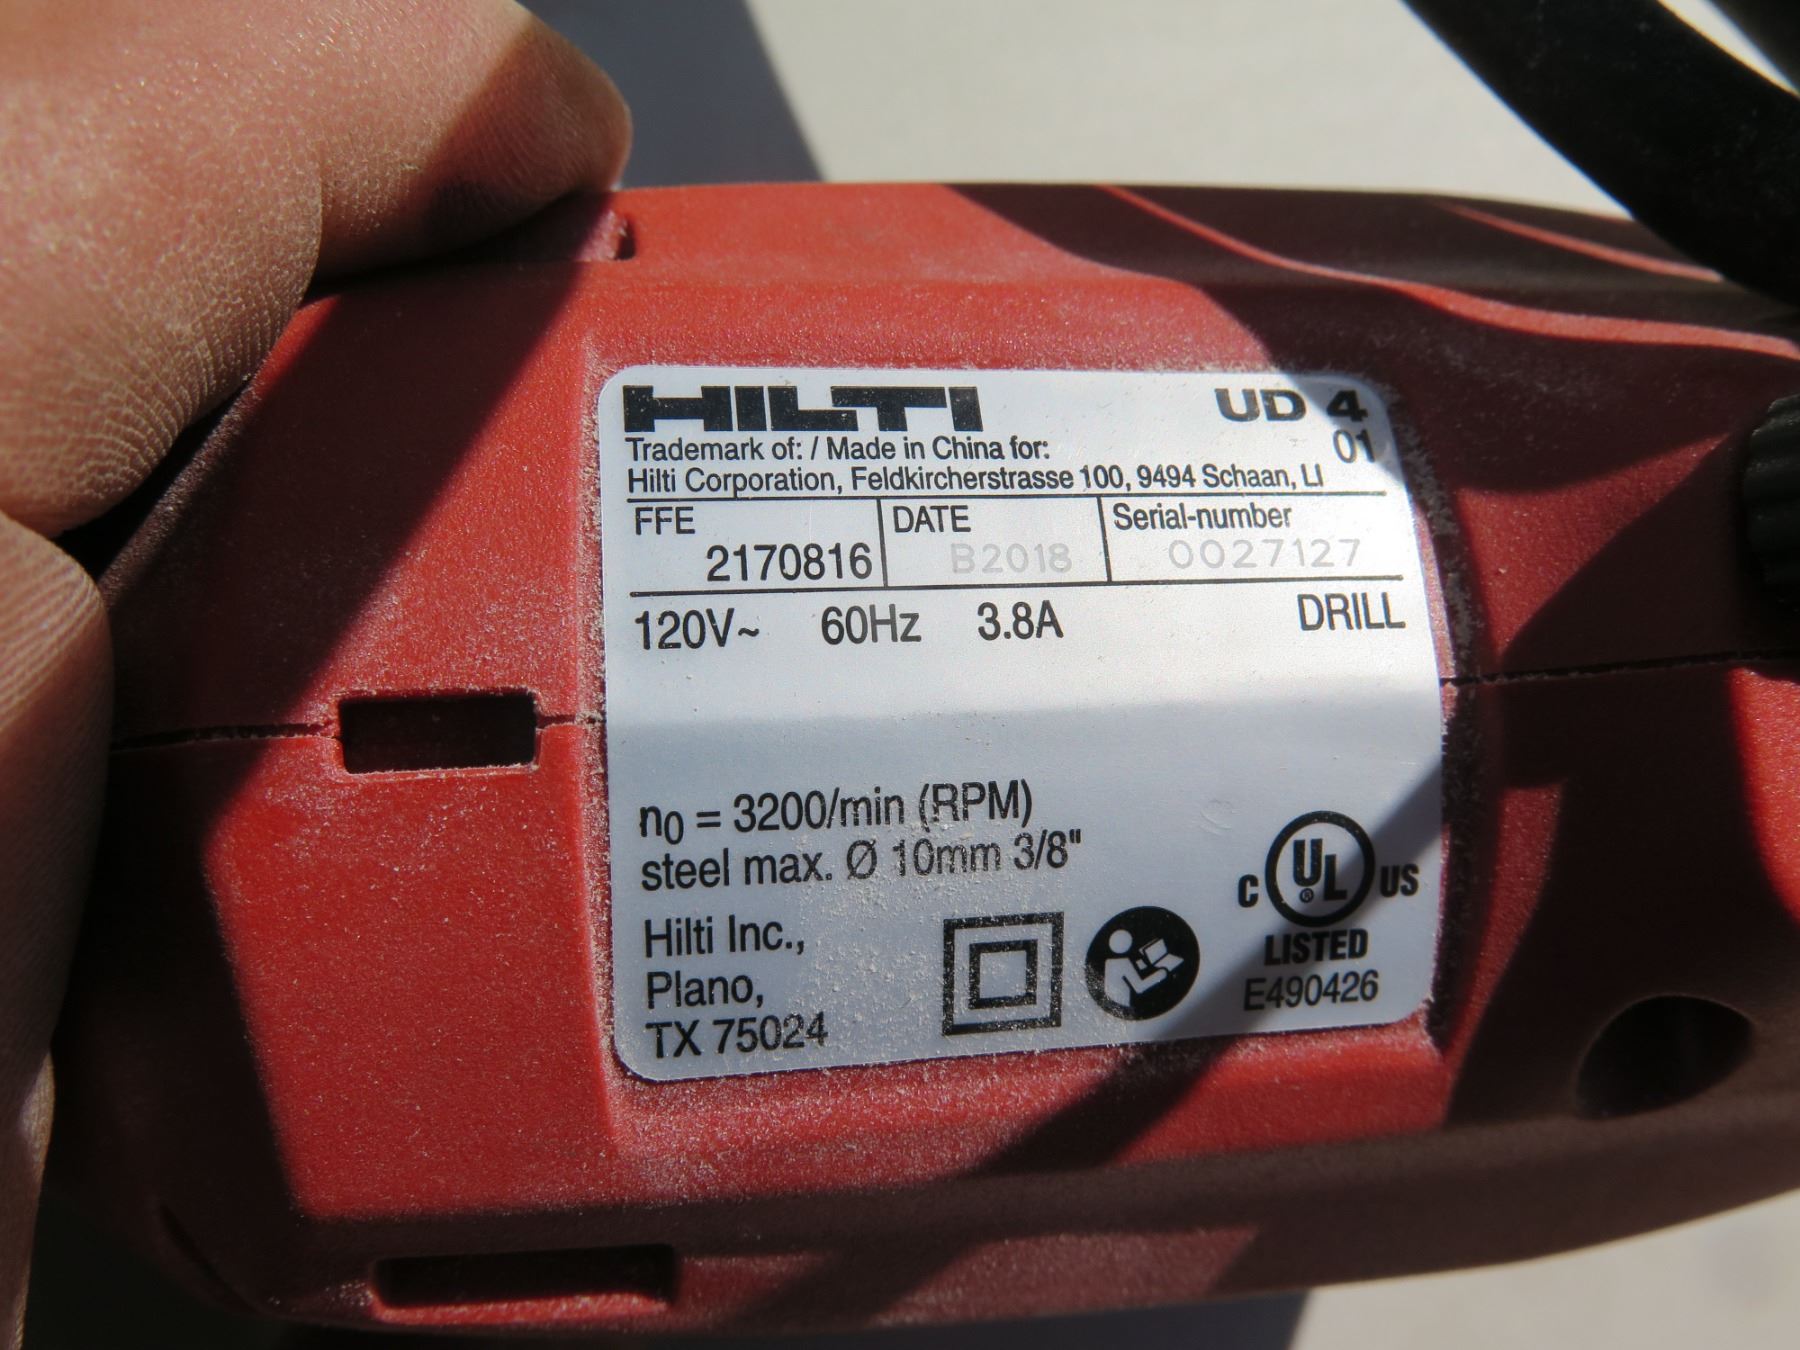 HILTI UD 4
Trademark of: / Made in China for: 01
Hilti Corporation, Feldkircherstrasse 100, 9494 Schaan, LI
FFE DATE Serial-number
2170816 B2018 0027127
120V~ 60Hz 3.8A DRILL
n0 = 3200/min (RPM)
steel max. Ø 10mm 3/8"
Hilti Inc.,
Plano,
TX 75024
C UL ® US
LISTED
E490426